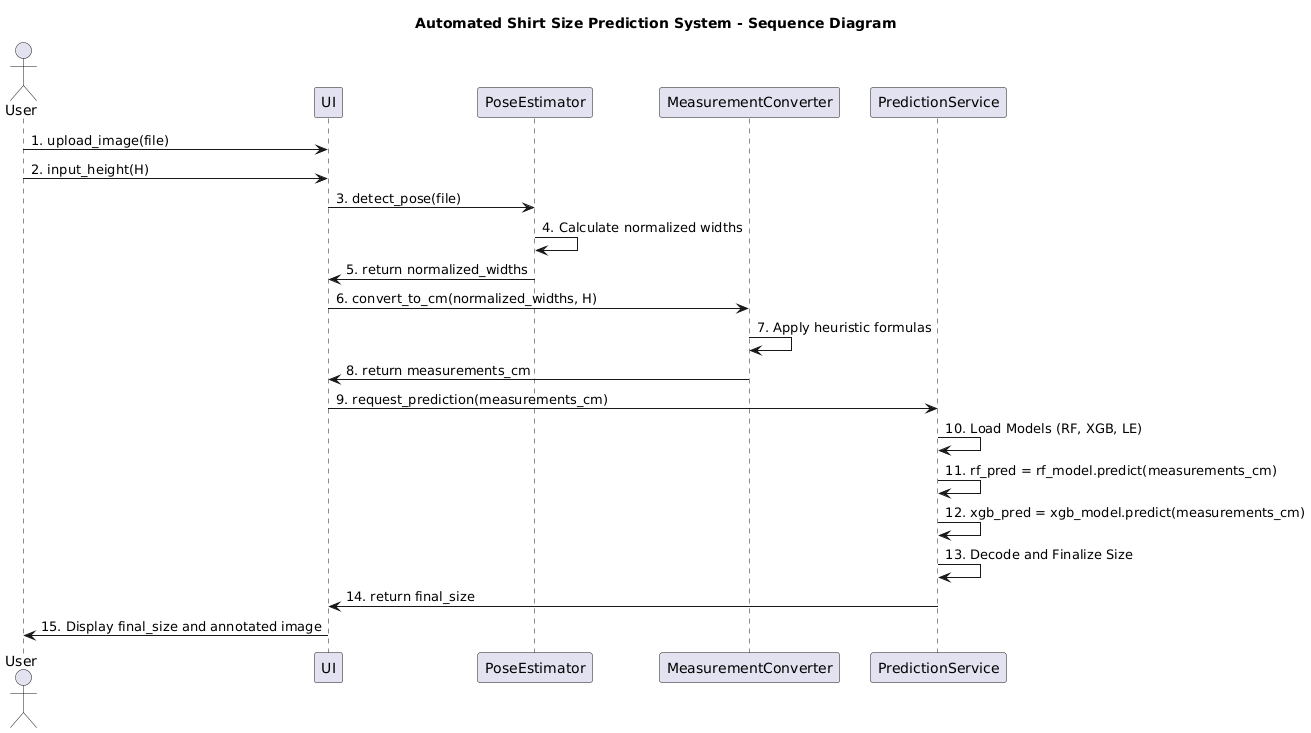 Automated Shirt Size Prediction System - Sequence Diagram
User
UI
PoseEstimator
MeasurementConverter
PredictionService
1. upload_image(file)
2. input_height(H)
3. detect_pose(file)
4. Calculate normalized widths
5. return normalized_widths
6. convert_to_cm(normalized_widths, H)
7. Apply heuristic formulas
8. return measurements_cm
9. request_prediction(measurements_cm)
10. Load Models (RF, XGB, LE)
11. rf_pred = rf_model.predict(measurements_cm)
12. xgb_pred = xgb_model.predict(measurements_cm)
13. Decode and Finalize Size
14. return final_size
15. Display final_size and annotated image
User
UI
PoseEstimator
MeasurementConverter
PredictionService